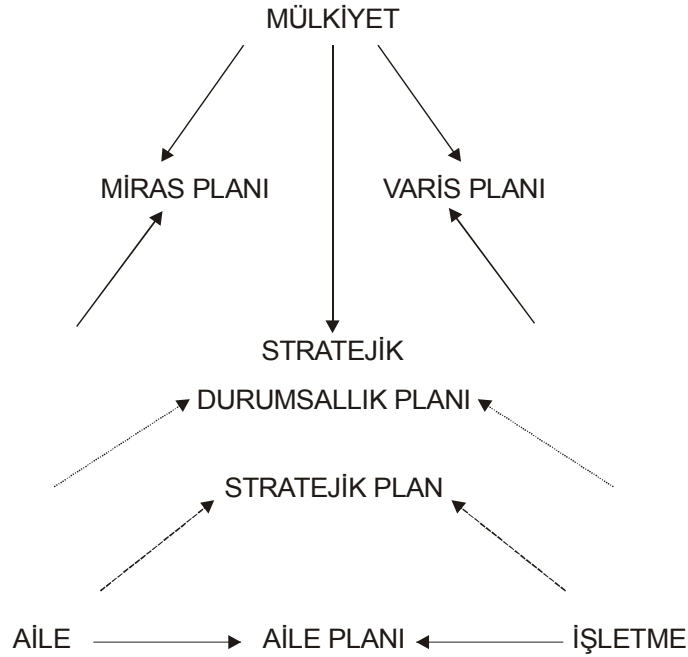 MÜLKİYET
MİRAS PLANI
VARİS PLANI
STRATEJİK
DURUMSALLIK PLANI
STRATEJİK PLAN
AİLE
AİLE PLANI
İŞLETME